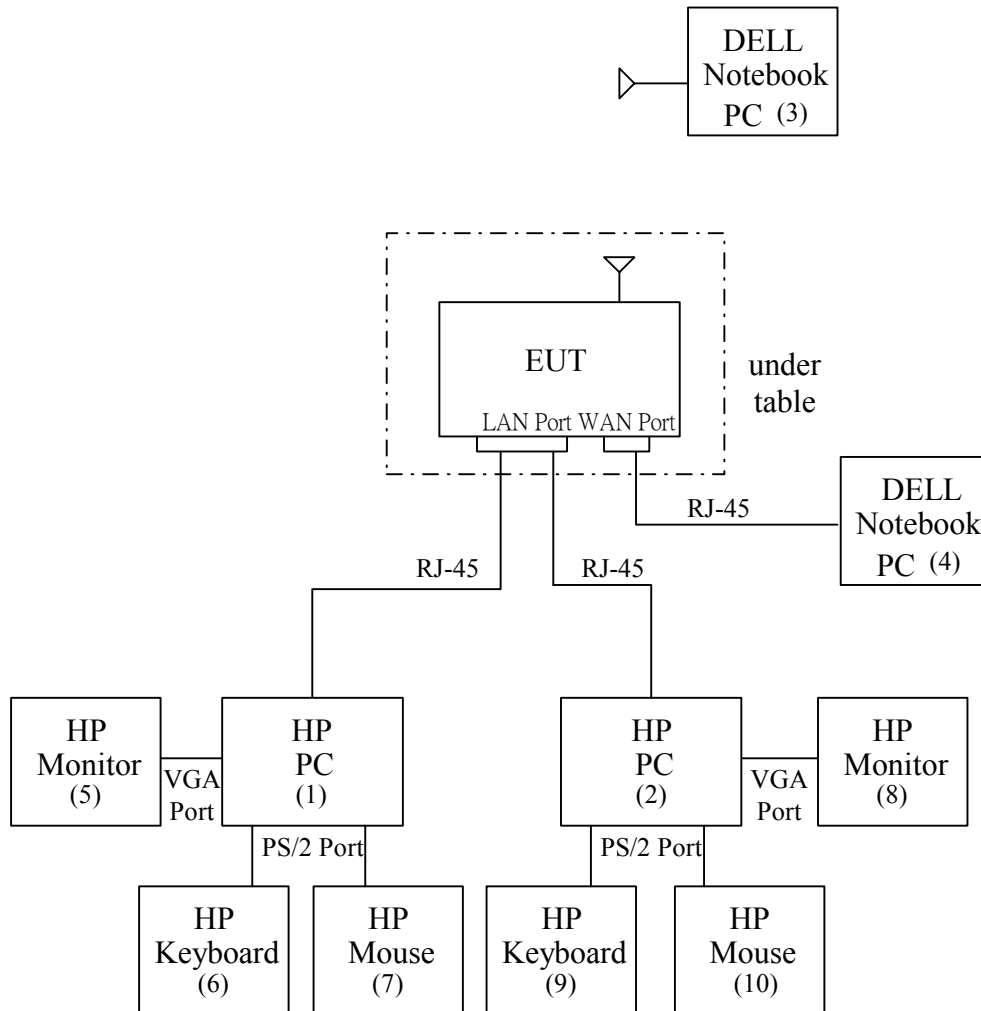 DELL
Notebook
PC (3)
EUT
LAN Port WAN Port
under
table
DELL
Notebook
PC (4)
RJ-45
RJ-45
RJ-45
HP
Monitor
(5)
VGA
Port
HP
PC
(1)
HP
PC
(2)
VGA
Port
HP
Monitor
(8)
PS/2 Port
PS/2 Port
HP
Keyboard
(6)
HP
Mouse
(7)
HP
Keyboard
(9)
HP
Mouse
(10)